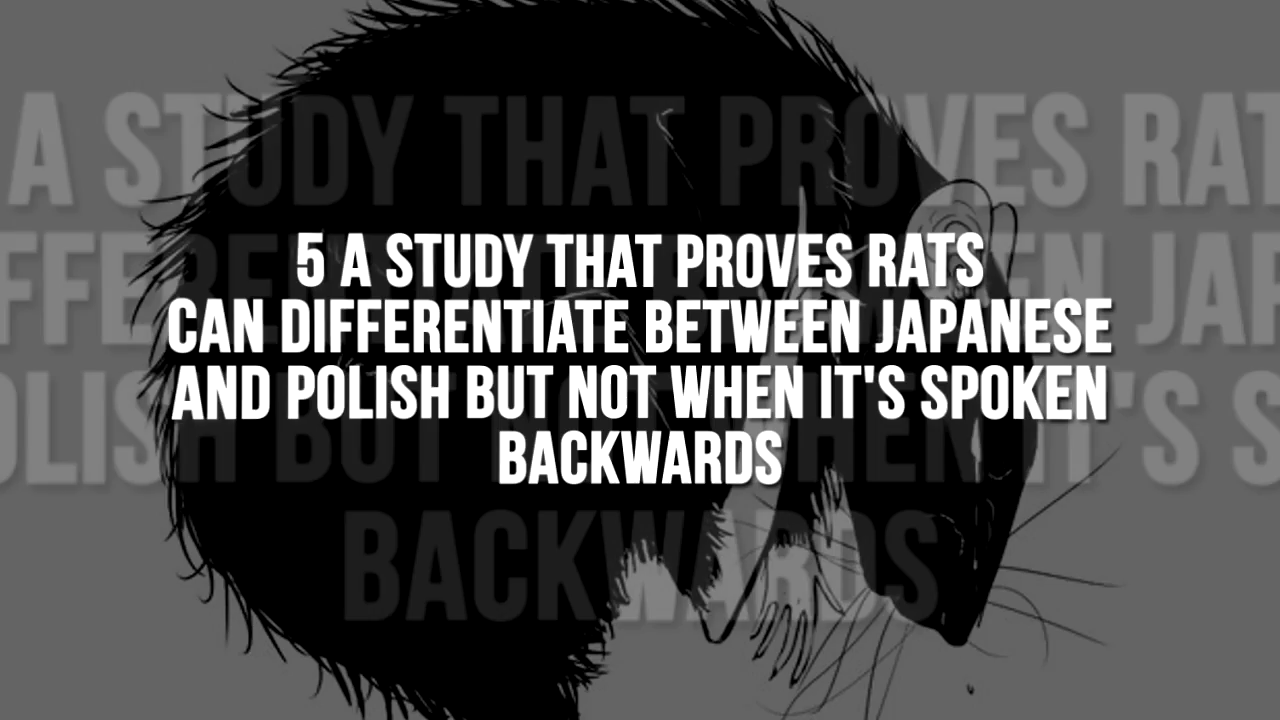 5 A STUDY THAT PROVES RATS
CAN DIFFERENTIATE BETWEEN JAPANESE
AND POLISH BUT NOT WHEN IT'S SPOKEN
BACKWARDS